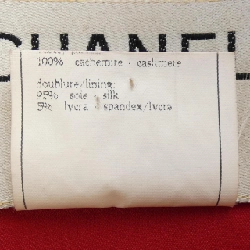 CHANEL
100% cachemire - cashmere
doublure/lining:
95% soie - silk
5% lycra - spandex/lycra